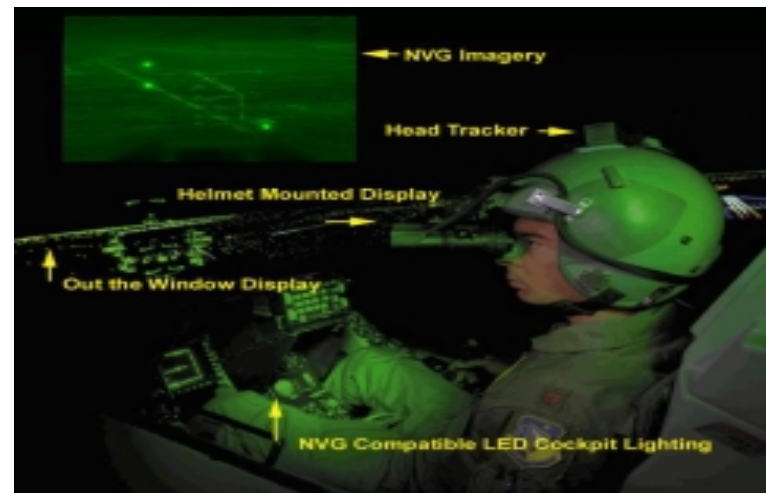 NVG Imagery
Head Tracker
Helmet Mounted Display
Out the Window Display
NVG Compatible LED Cockpit Lighting